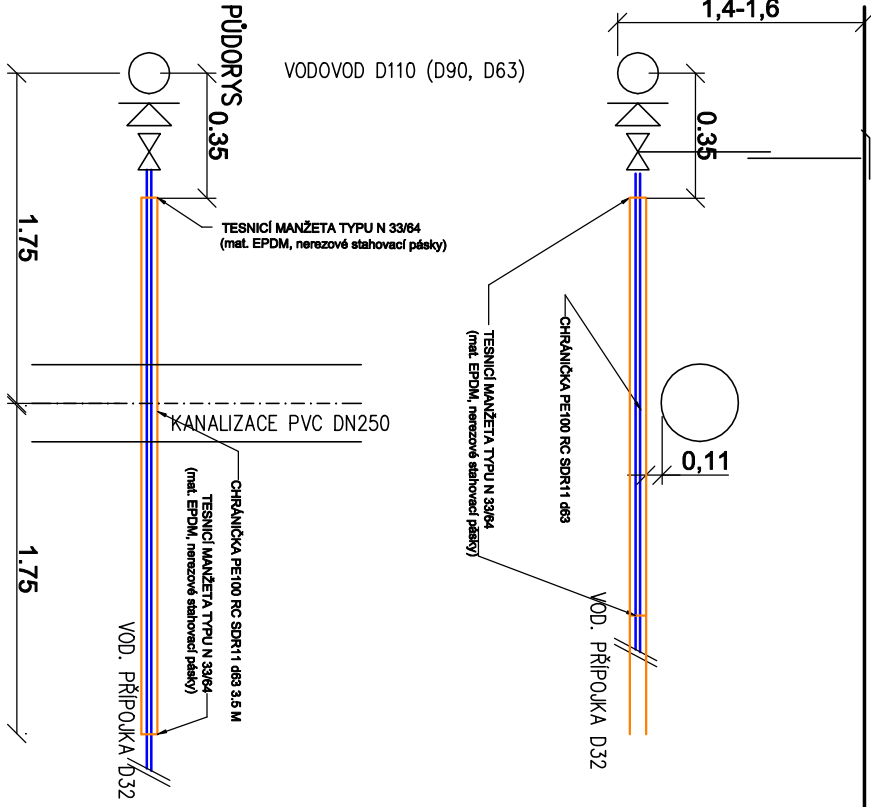 1,4-1,6
PŮDORYS
VODOVOD D110 (D90, D63)
0.35
0.35
TESNICÍ MANŽETA TYPU N 33/64
(mat. EPDM, nerezové stahovací pásky)
1.75
CHRÁNIČKA PE100 RC SDR11 d63
TESNICÍ MANŽETA TYPU N 33/64
(mat. EPDM, nerezové stahovací pásky)
KANALIZACE PVC DN250
0,11
CHRÁNIČKA PE100 RC SDR11 d63 3.5 M
TESNICÍ MANŽETA TYPU N 33/64
(mat. EPDM, nerezové stahovací pásky)
1.75
VOD. PŘÍPOJKA D32
VOD. PŘÍPOJKA D32